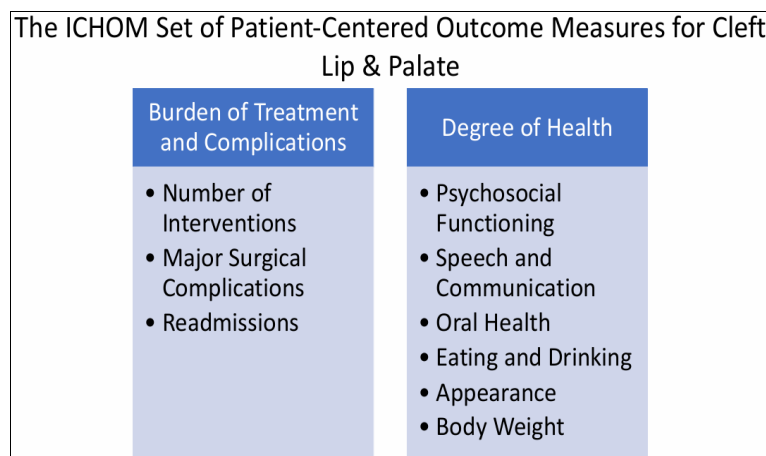 The ICHOM Set of Patient-Centered Outcome Measures for Cleft
Lip & Palate
Burden of Treatment
and Complications
• Number of
Interventions
• Major Surgical
Complications
• Readmissions
Degree of Health
• Psychosocial
Functioning
• Speech and
Communication
• Oral Health
• Eating and Drinking
• Appearance
• Body Weight